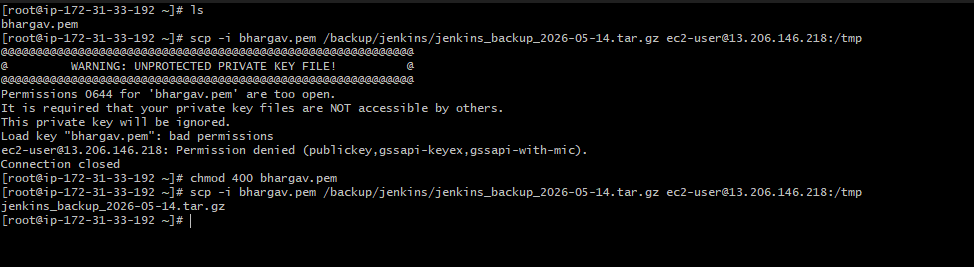 [root@ip-172-31-33-192 ~]# ls
bhargav.pem
[root@ip-172-31-33-192 ~]# scp -i bhargav.pem /backup/jenkins/jenkins_backup_2026-05-14.tar.gz ec2-user@13.206.146.218:/tmp
@@@@@@@@@@@@@@@@@@@@@@@@@@@@@@@@@@@@@@@@@@@@@@@@@@@@@@@@@@@
@         WARNING: UNPROTECTED PRIVATE KEY FILE!          @
@@@@@@@@@@@@@@@@@@@@@@@@@@@@@@@@@@@@@@@@@@@@@@@@@@@@@@@@@@@
Permissions 0644 for 'bhargav.pem' are too open.
It is required that your private key files are NOT accessible by others.
This private key will be ignored.
Load key "bhargav.pem": bad permissions
ec2-user@13.206.146.218: Permission denied (publickey,gssapi-keyex,gssapi-with-mic).
Connection closed
[root@ip-172-31-33-192 ~]# chmod 400 bhargav.pem
[root@ip-172-31-33-192 ~]# scp -i bhargav.pem /backup/jenkins/jenkins_backup_2026-05-14.tar.gz ec2-user@13.206.146.218:/tmp
jenkins_backup_2026-05-14.tar.gz
[root@ip-172-31-33-192 ~]#